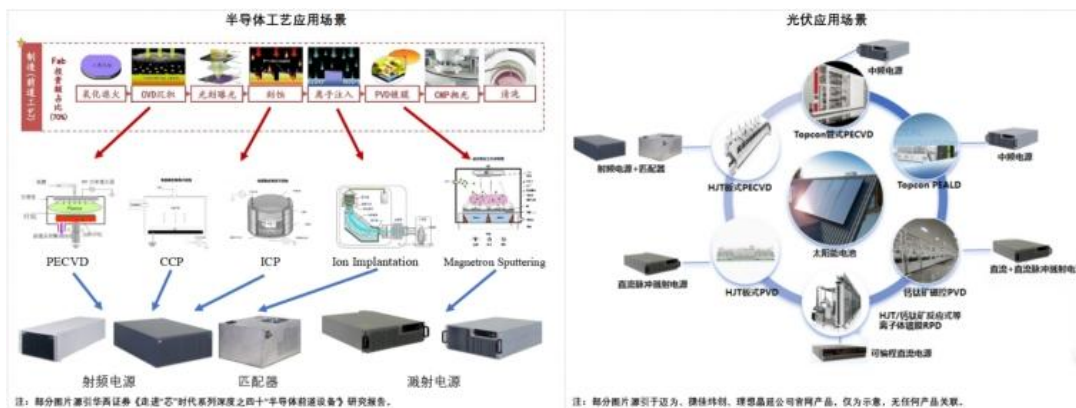 半导体工艺应用场景
制造(前道工艺)
Fab
投资额占比
(70%)
氧化退火
CVD沉积
光刻曝光
刻蚀
离子注入
PVD镀膜
CMP抛光
清洗
PECVD
CCP
ICP
Ion Implantation
Magnetron Sputtering
射频电源
匹配器
溅射电源
注：部分图片源引华西证券《走进“芯”时代系列深度之四十“半导体前道设备”》研究报告。
光伏应用场景
中频电源
Topcon管式PECVD
射频电源+匹配器
HJT板式PECVD
Topcon PEALD
中频电源
太阳能电池
直流脉冲溅射电源
HJT板式PVD
钙钛矿磁控PVD
直流+直流脉冲溅射电源
HJT/钙钛矿反应式等
离子体镀膜RPD
可编程直流电源
注：部分图片源引于迈为、捷佳伟创、理想晶延公司官网产品，仅为示意，无任何产品关联。